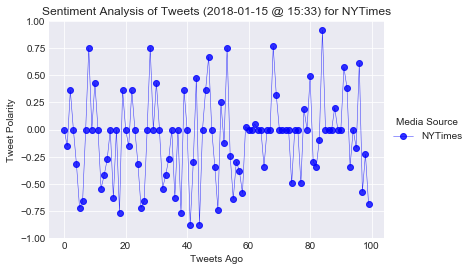 Sentiment Analysis of Tweets (2018-01-15 @ 15:33) for NYTimes
1.00
0.75
0.50
0.25
0.00
−0.25
−0.50
−0.75
−1.00
Tweet Polarity
0 20 40 60 80 100
Tweets Ago
Media Source
NYTimes